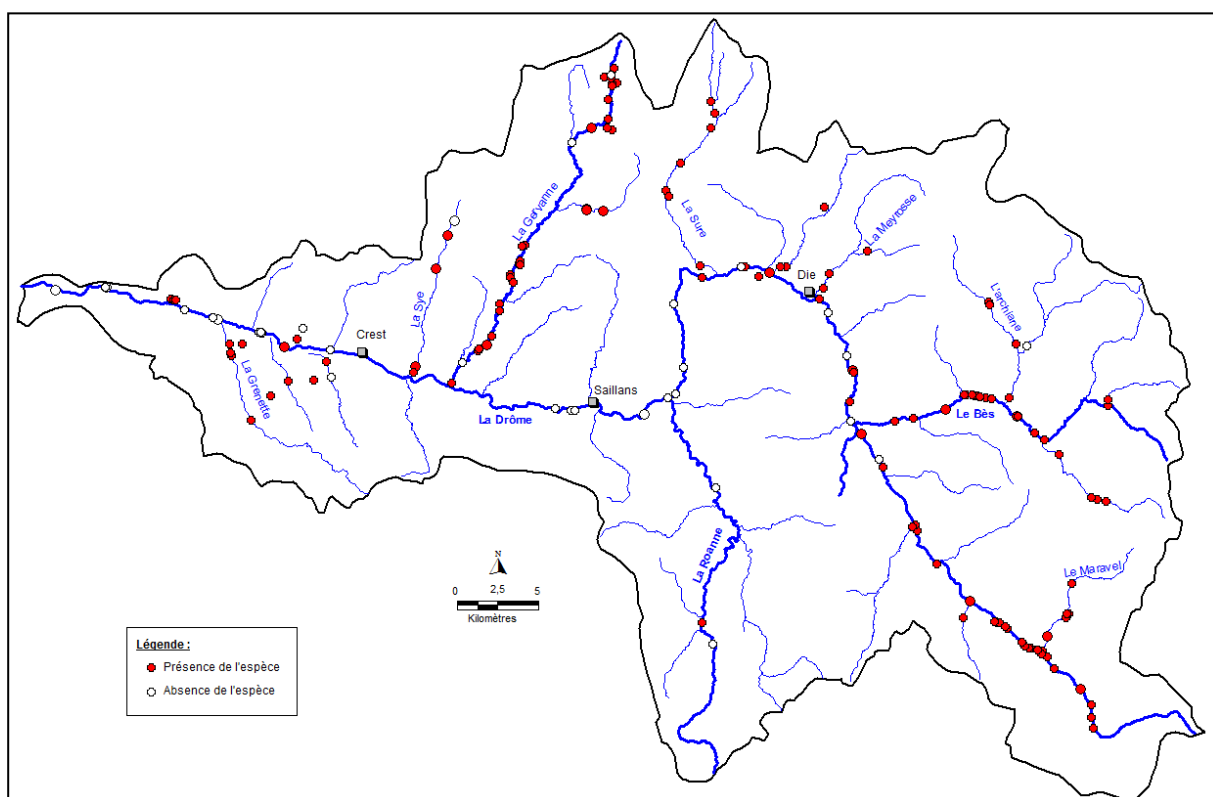 La Gervanne
La Sûre
La Meyrosse
Die
L'archiane
La Sye
Crest
La Grenette
Saillans
La Drôme
Le Bès
La Roanne
Le Maravel
N
0 2,5 5
Kilomètres
Légende :
Présence de l'espèce
Absence de l'espèce